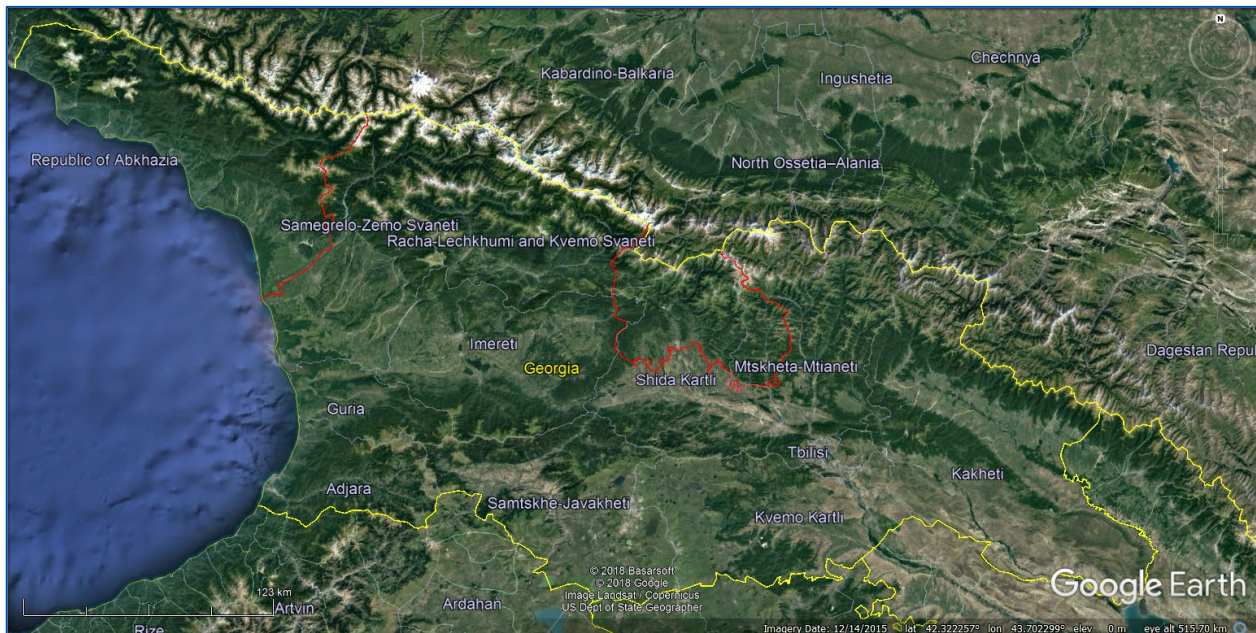 N
Chechnya
Kabardino-Balkaria
Ingushetia
Republic of Abkhazia
North Ossetia–Alania
Samegrelo-Zemo Svaneti
Racha-Lechkhumi and Kvemo Svaneti
Imereti
Dagestan Repul
Georgia
Mtskheta-Mtianeti
Shida Kartli
Guria
Tbilisi
Kakheti
Adjara
Samtskhe-Javakheti
Kvemo Kartli
© 2018 Basarsoft
© 2018 Google
Image Landsat / Copernicus
US Dept of State Geographer
Google Earth
123 km
Artvin
Ardahan
Rize
Imagery Date: 12/14/2015 lat 42.322257° lon 43.702299° elev 0 m eye alt 515.70 km